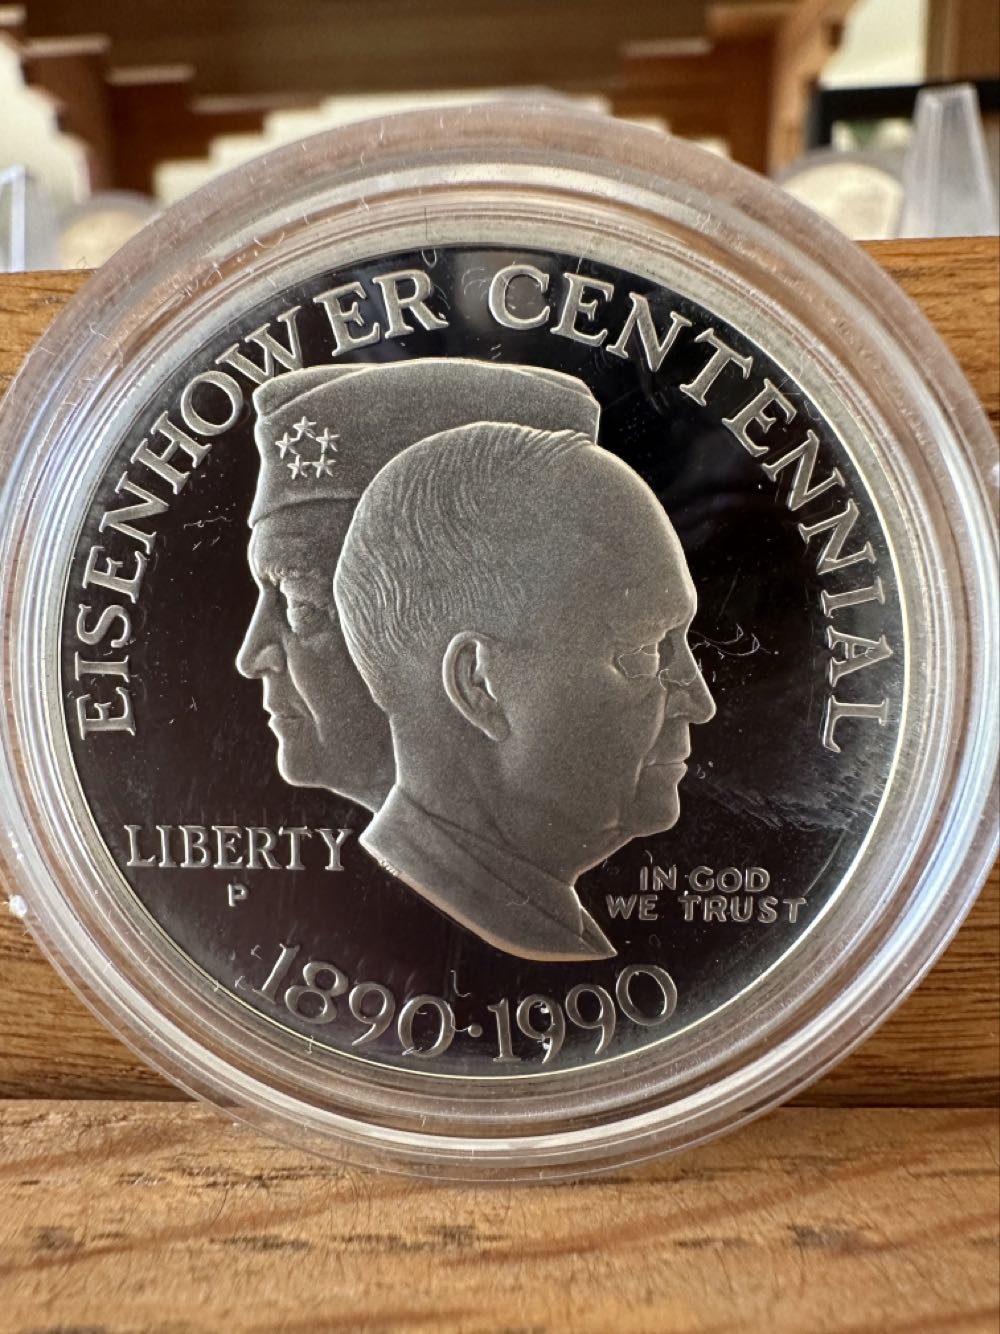 EISENHOWER CENTENNIAL
LIBERTY
P
IN GOD
WE TRUST
1890·1990